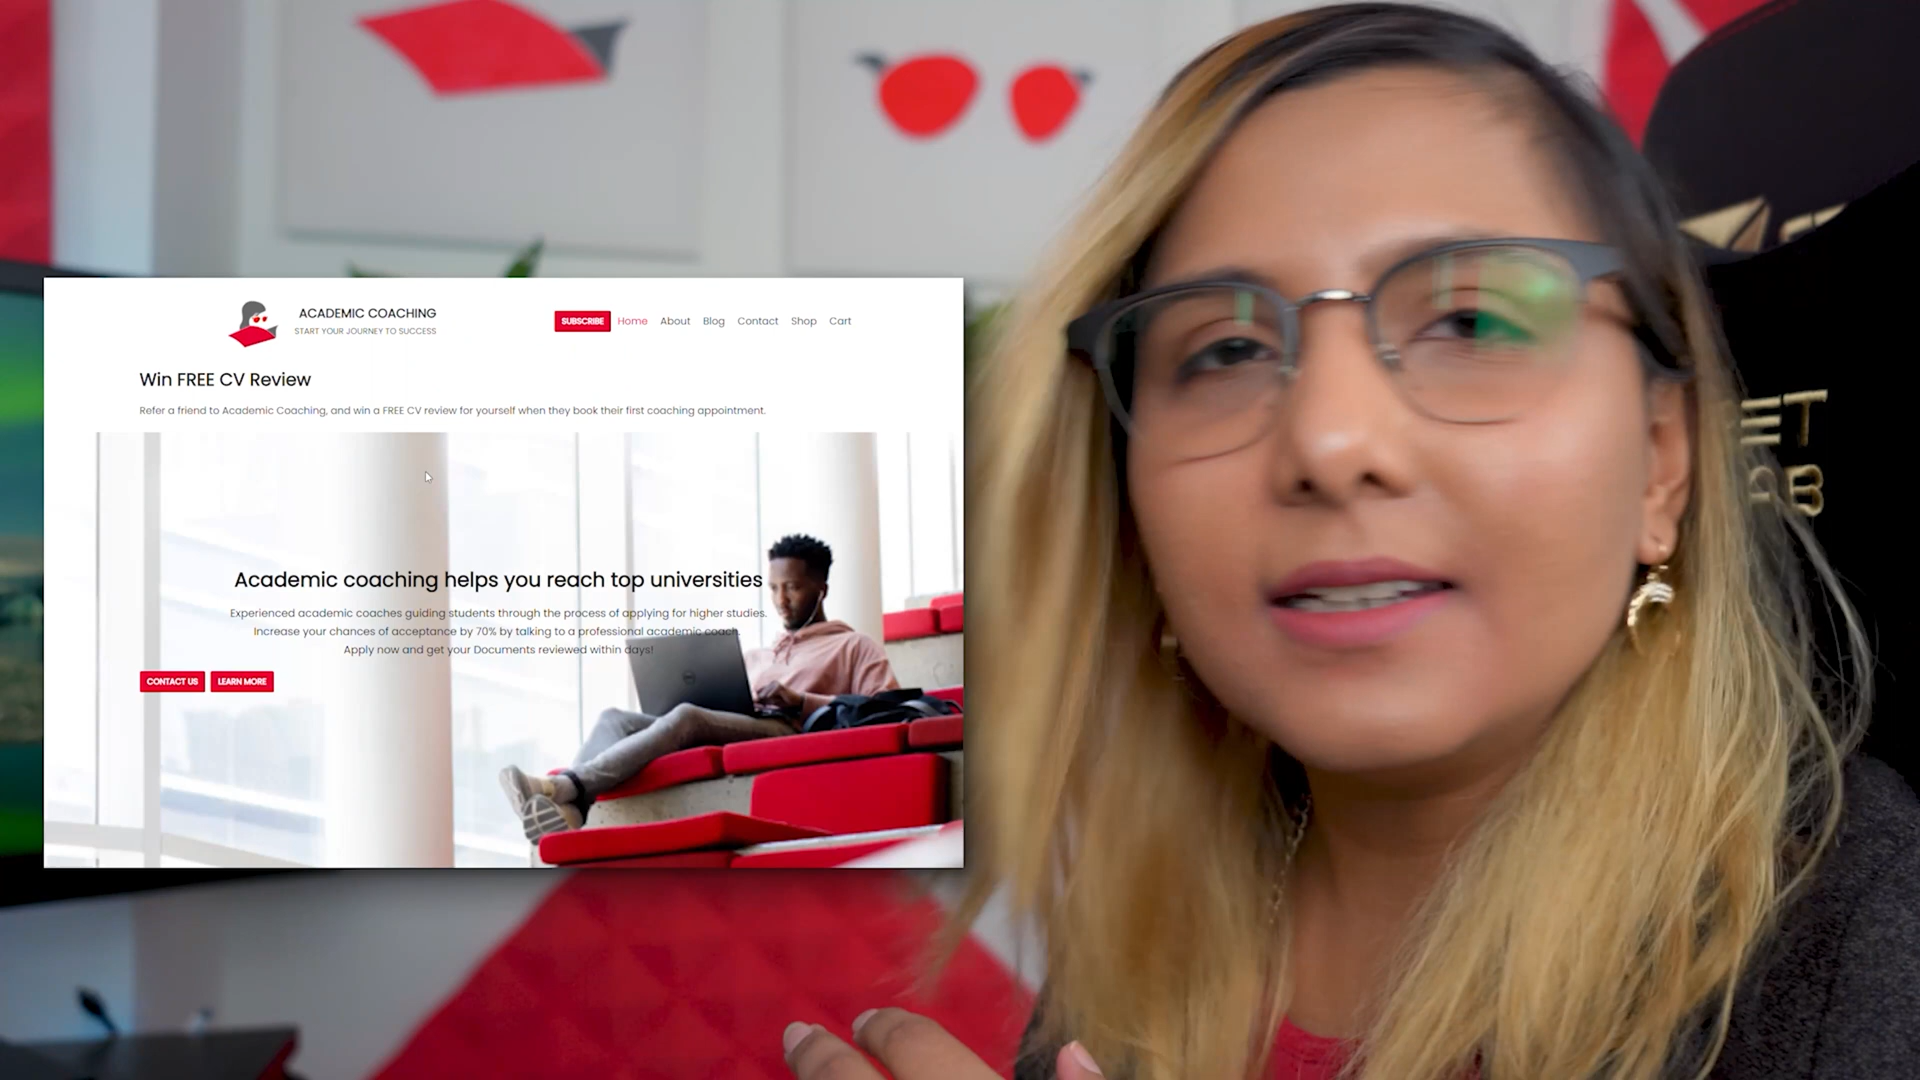 ACADEMIC COACHING
START YOUR JOURNEY TO SUCCESS
SUBSCRIBE Home About Blog Contact Shop Cart
Win FREE CV Review
Refer a friend to Academic Coaching, and win a FREE CV review for yourself when they book their first coaching appointment.
Academic coaching helps you reach top universities
Experienced academic coaches guiding students through the process of applying for higher studies.
Increase your chances of acceptance by 70% by talking to a professional academic coach.
Apply now and get your Documents reviewed within days!
CONTACT US LEARN MORE
DELL